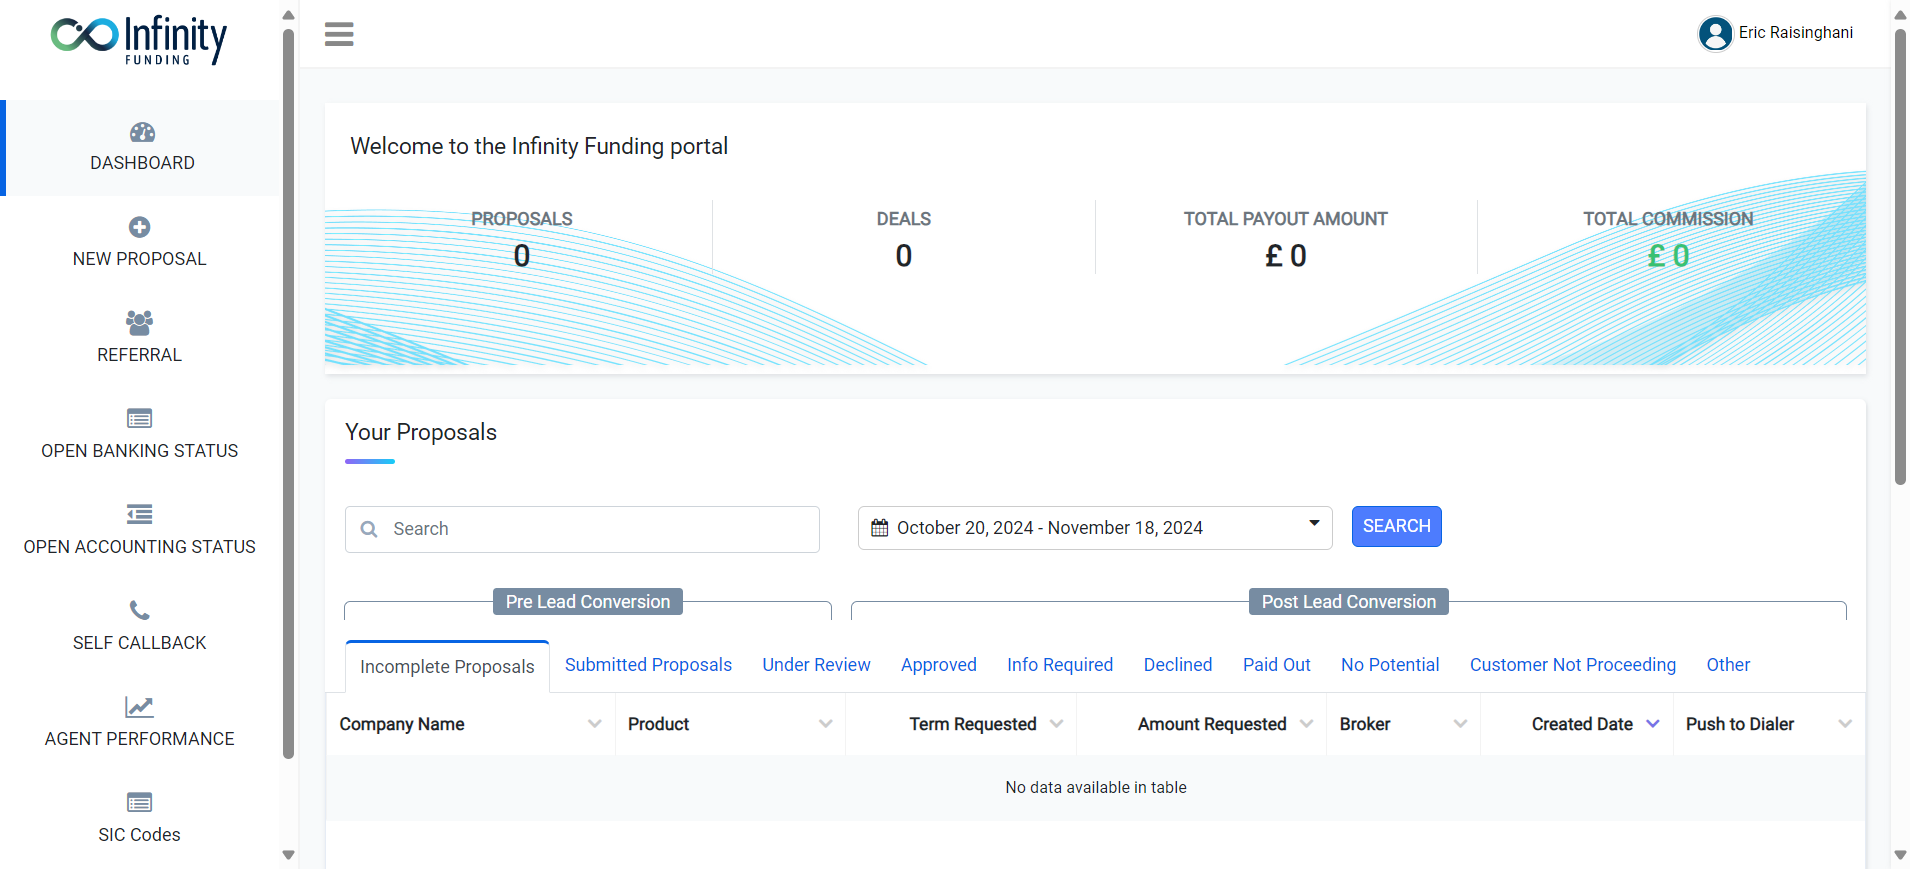 Infinity
FUNDING
Eric Raisinghani
DASHBOARD
NEW PROPOSAL
REFERRAL
OPEN BANKING STATUS
OPEN ACCOUNTING STATUS
SELF CALLBACK
AGENT PERFORMANCE
SIC Codes
Welcome to the Infinity Funding portal
PROPOSALS DEALS TOTAL PAYOUT AMOUNT TOTAL COMMISSION
0 0 £ 0 £ 0
Your Proposals
Search October 20, 2024 - November 18, 2024 SEARCH
Pre Lead Conversion Post Lead Conversion
Incomplete Proposals Submitted Proposals Under Review Approved Info Required Declined Paid Out No Potential Customer Not Proceeding Other
Company Name Product Term Requested Amount Requested Broker Created Date Push to Dialer
No data available in table